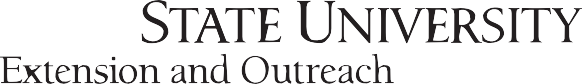 STATE UNIVERSITY
Extension and Outreach